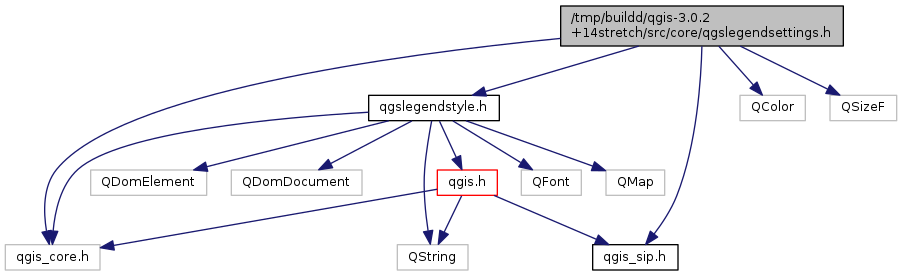 /tmp/buildd/qgis-3.0.2
+14stretch/src/core/qgslegendsettings.h
qgslegendstyle.h
QColor
QSizeF
QDomElement
QDomDocument
qgis.h
QFont
QMap
qgis_core.h
QString
qgis_sip.h